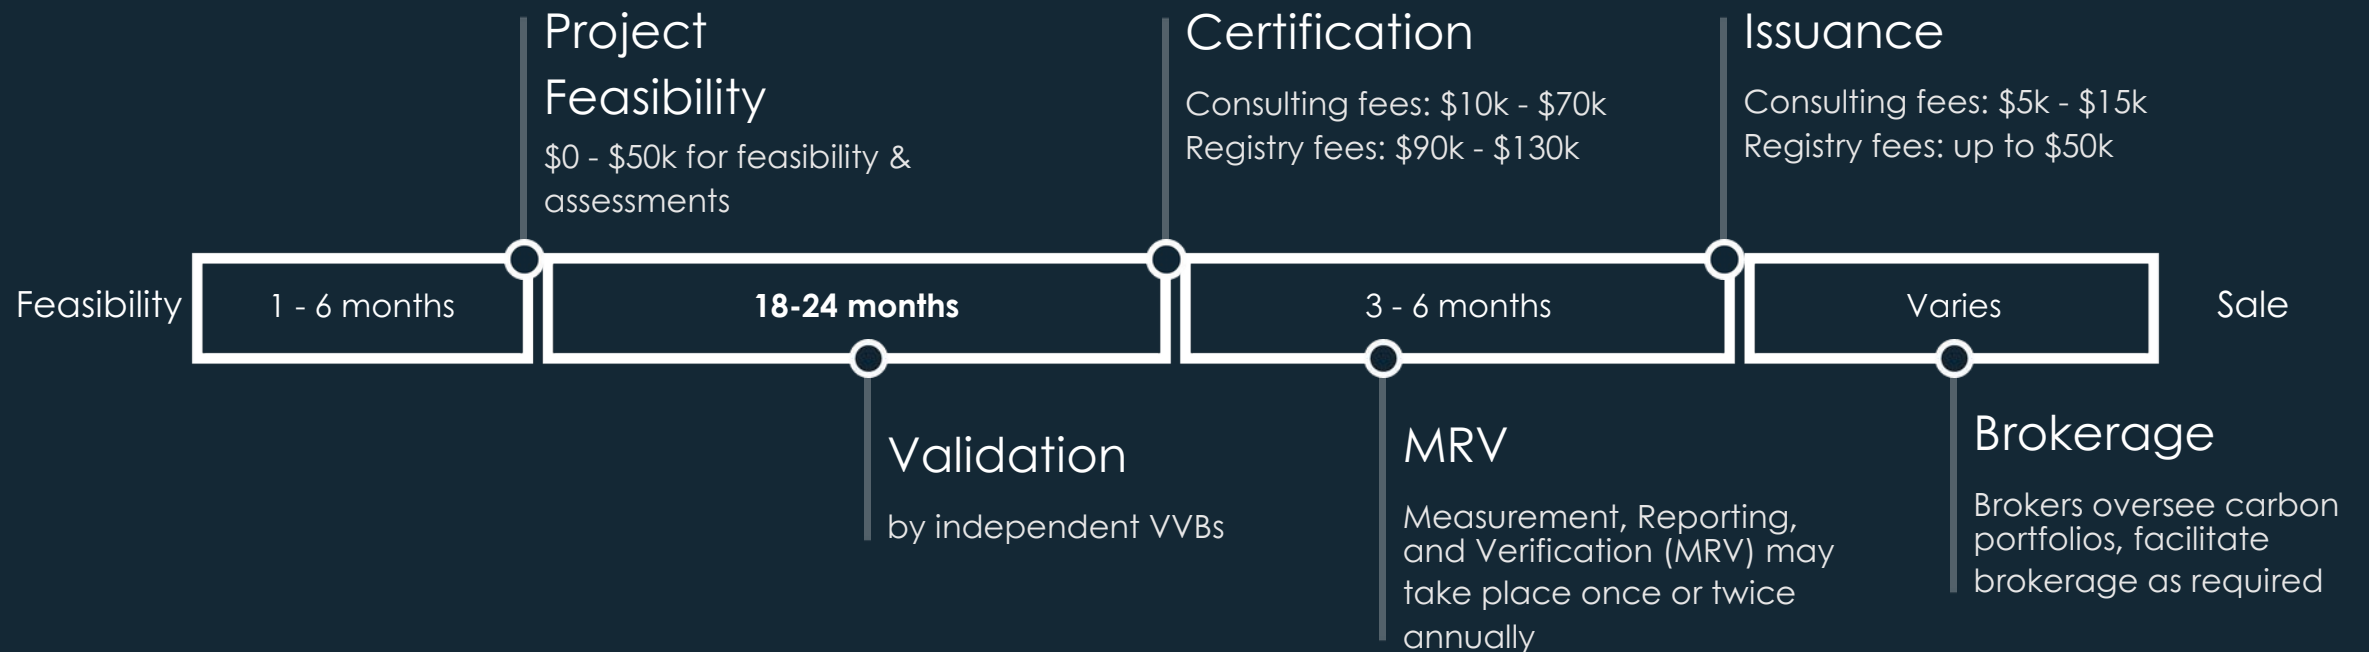 Project
Feasibility
$0 - $50k for feasibility &
assessments
Certification
Consulting fees: $10k - $70k
Registry fees: $90k - $130k
Issuance
Consulting fees: $5k - $15k
Registry fees: up to $50k
Feasibility
1 - 6 months
18-24 months
3 - 6 months
Varies
Sale
Validation
by independent VVBs
MRV
Measurement, Reporting,
and Verification (MRV) may
take place once or twice
annually
Brokerage
Brokers oversee carbon
portfolios, facilitate
brokerage as required